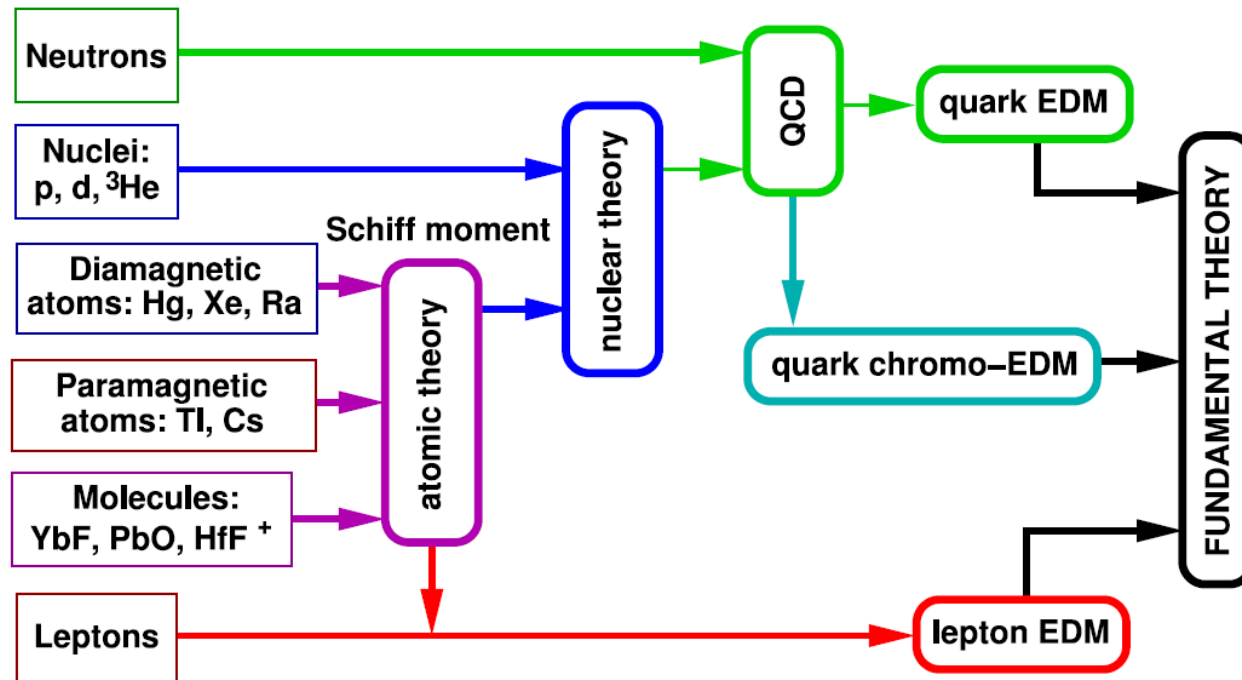 Neutrons
Nuclei:
p, d, ³He
Schiff moment
Diamagnetic
atoms: Hg, Xe, Ra
Paramagnetic
atoms: Tl, Cs
Molecules:
YbF, PbO, HfF +
Leptons
atomic theory
nuclear theory
QCD
quark EDM
quark chromo–EDM
lepton EDM
FUNDAMENTAL THEORY